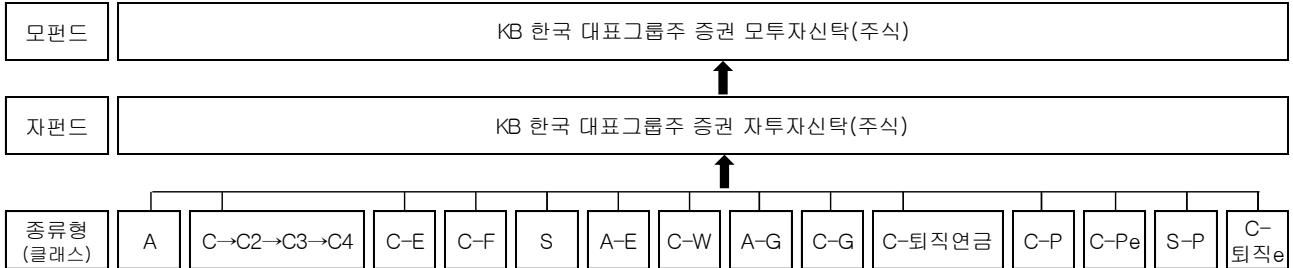 모펀드
KB 한국 대표그룹주 증권 모투자신탁(주식)
자펀드
KB 한국 대표그룹주 증권 자투자신탁(주식)
종류형
(클래스)
A
C→C2→C3→C4
C-E
C-F
S
A-E
C-W
A-G
C-G
C-퇴직연금
C-P
C-Pe
S-P
C-
퇴직e